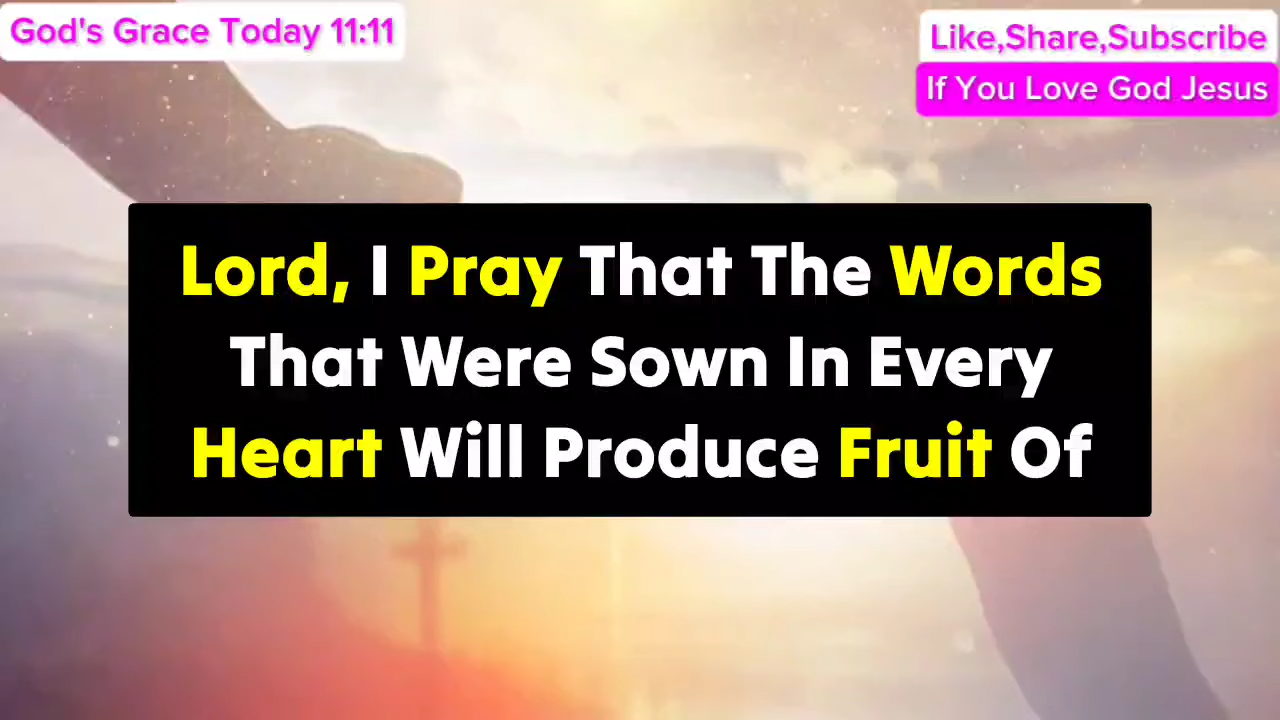 God's Grace Today 11:11
Like,Share,Subscribe
If You Love God Jesus
Lord, I Pray That The Words
That Were Sown In Every
Heart Will Produce Fruit Of